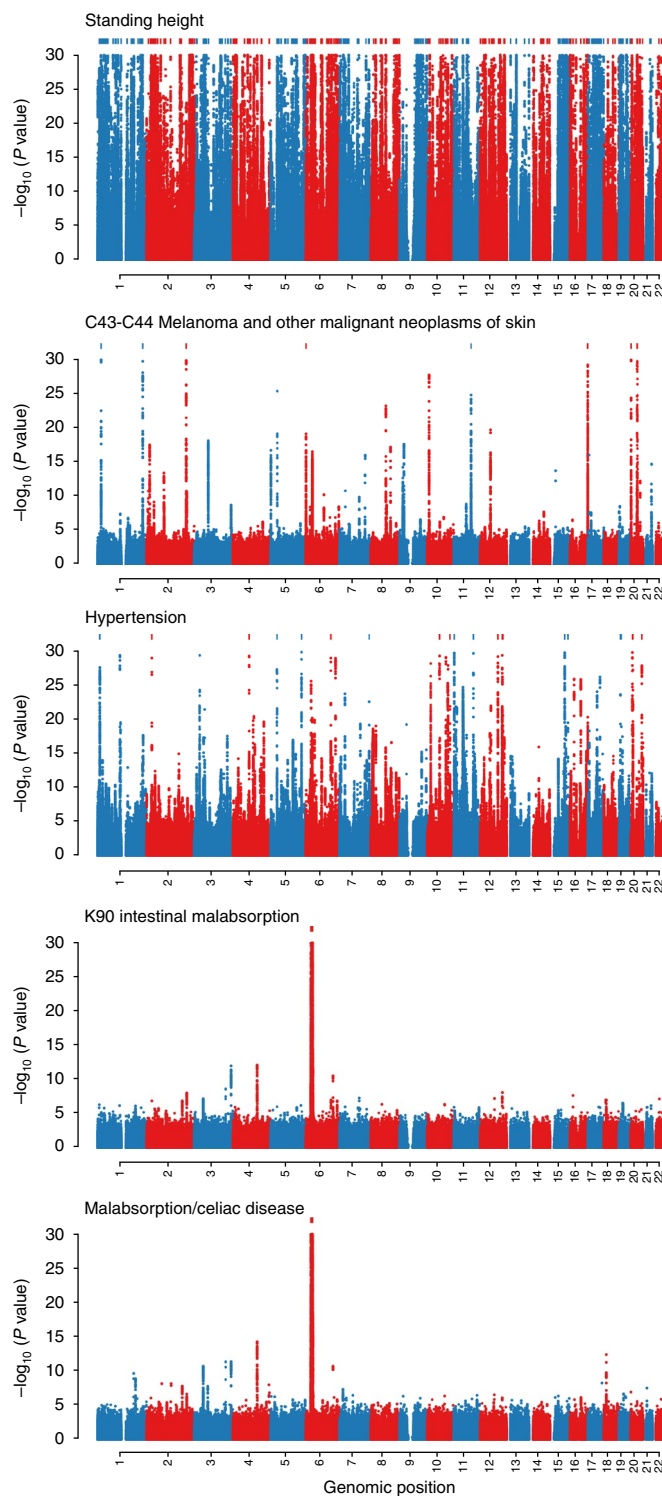 Standing height
30
25
20
15
10
5
0
–log10 (P value)
1 2 3 4 5 6 7 8 9 10 11 12 13 14 15 16 17 18 19 20 21 22
C43-C44 Melanoma and other malignant neoplasms of skin
30
25
20
15
10
5
0
–log10 (P value)
1 2 3 4 5 6 7 8 9 10 11 12 13 14 15 16 17 18 19 20 21 22
Hypertension
30
25
20
15
10
5
0
–log10 (P value)
1 2 3 4 5 6 7 8 9 10 11 12 13 14 15 16 17 18 19 20 21 22
K90 intestinal malabsorption
30
25
20
15
10
5
0
–log10 (P value)
1 2 3 4 5 6 7 8 9 10 11 12 13 14 15 16 17 18 19 20 21 22
Malabsorption/celiac disease
30
25
20
15
10
5
0
–log10 (P value)
1 2 3 4 5 6 7 8 9 10 11 12 13 14 15 16 17 18 19 20 21 22
Genomic position